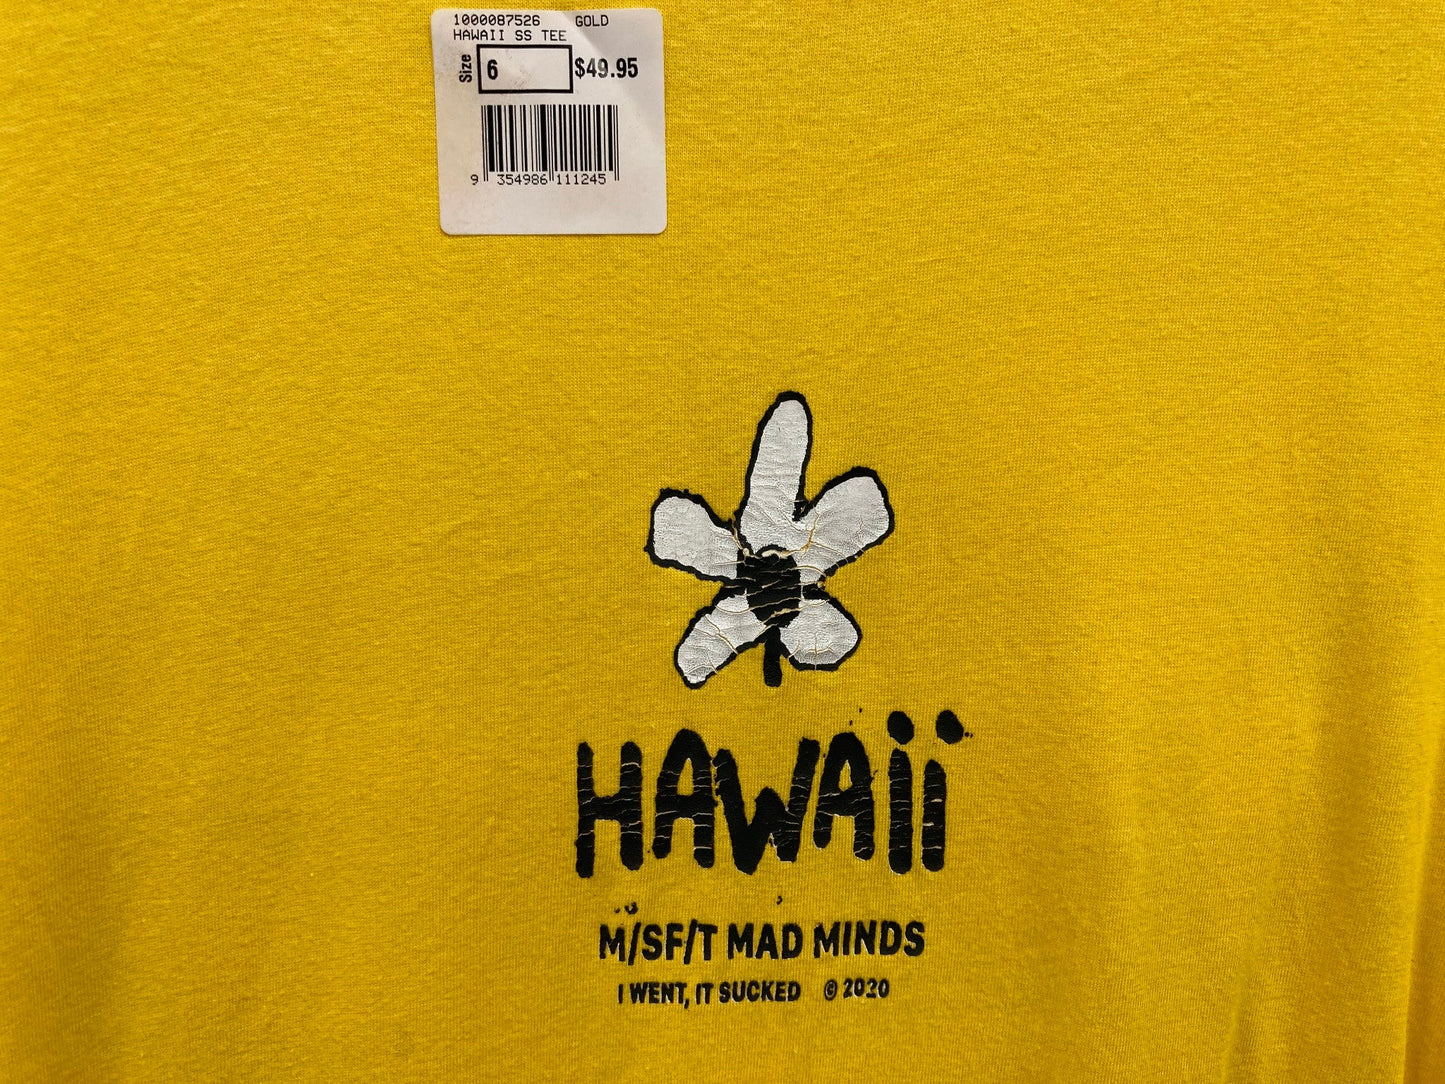 1000087526 GOLD
HAWAII SS TEE
Size 6 $49.95
9 354986 111245
HAWAii
M/SF/T MAD MINDS
I WENT, IT SUCKED © 2020